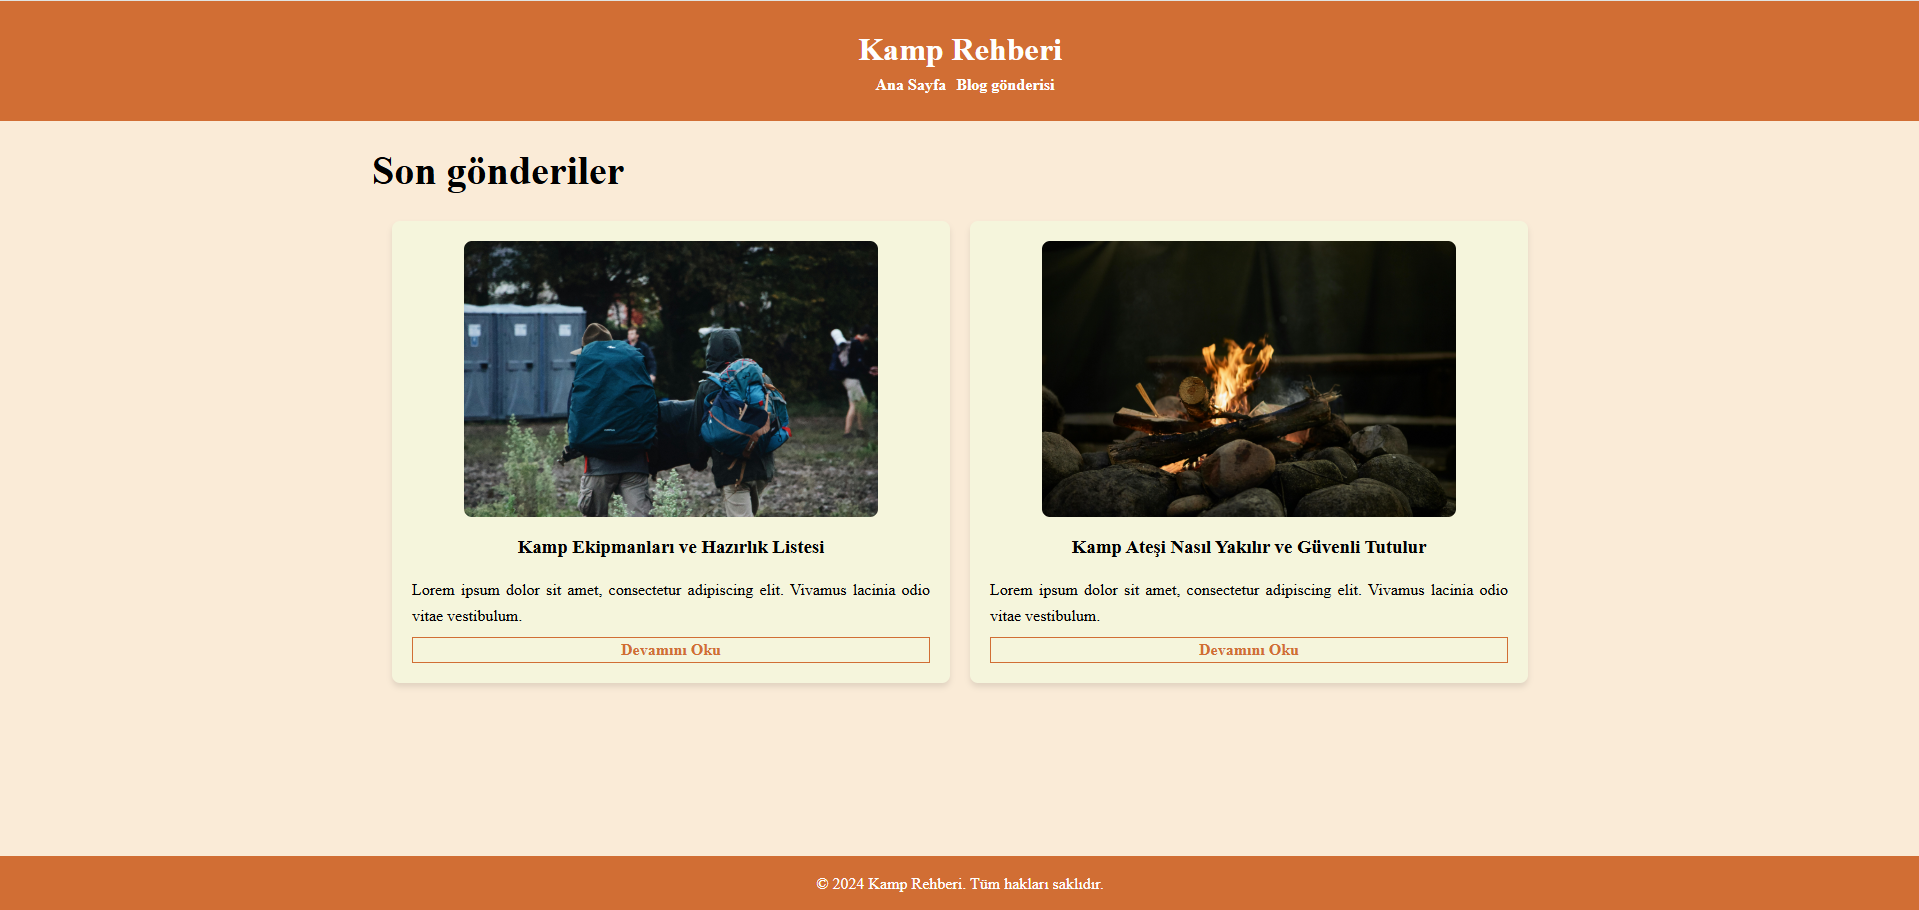 Kamp Rehberi
Ana Sayfa Blog gönderisi
Son gönderiler
Kamp Ekipmanları ve Hazırlık Listesi
Lorem ipsum dolor sit amet, consectetur adipiscing elit. Vivamus lacinia odio
vitae vestibulum.
Devamını Oku
Kamp Ateşi Nasıl Yakılır ve Güvenli Tutulur
Lorem ipsum dolor sit amet, consectetur adipiscing elit. Vivamus lacinia odio
vitae vestibulum.
Devamını Oku
© 2024 Kamp Rehberi. Tüm hakları saklıdır.